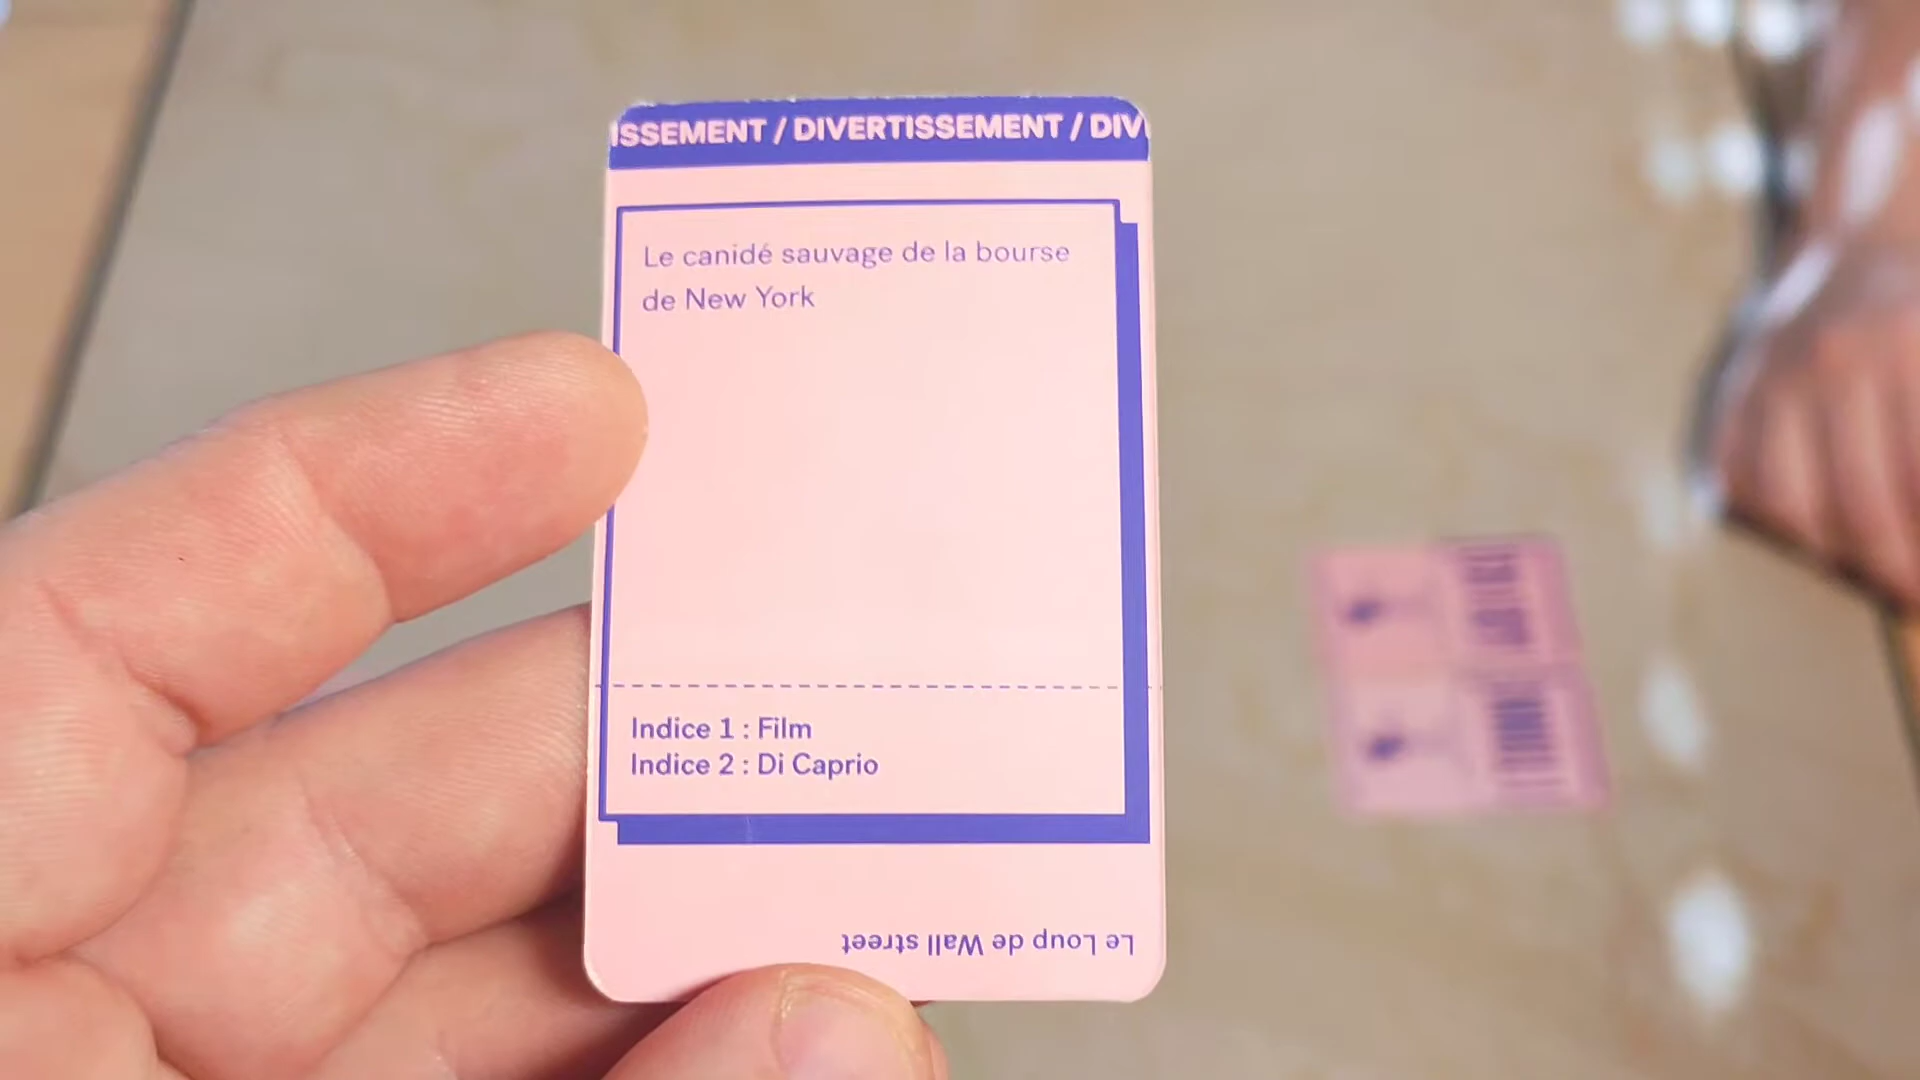 ISSEMENT / DIVERTISSEMENT / DIV
Le canidé sauvage de la bourse
de New York
Indice 1 : Film
Indice 2 : Di Caprio
Le Loup de Wall street